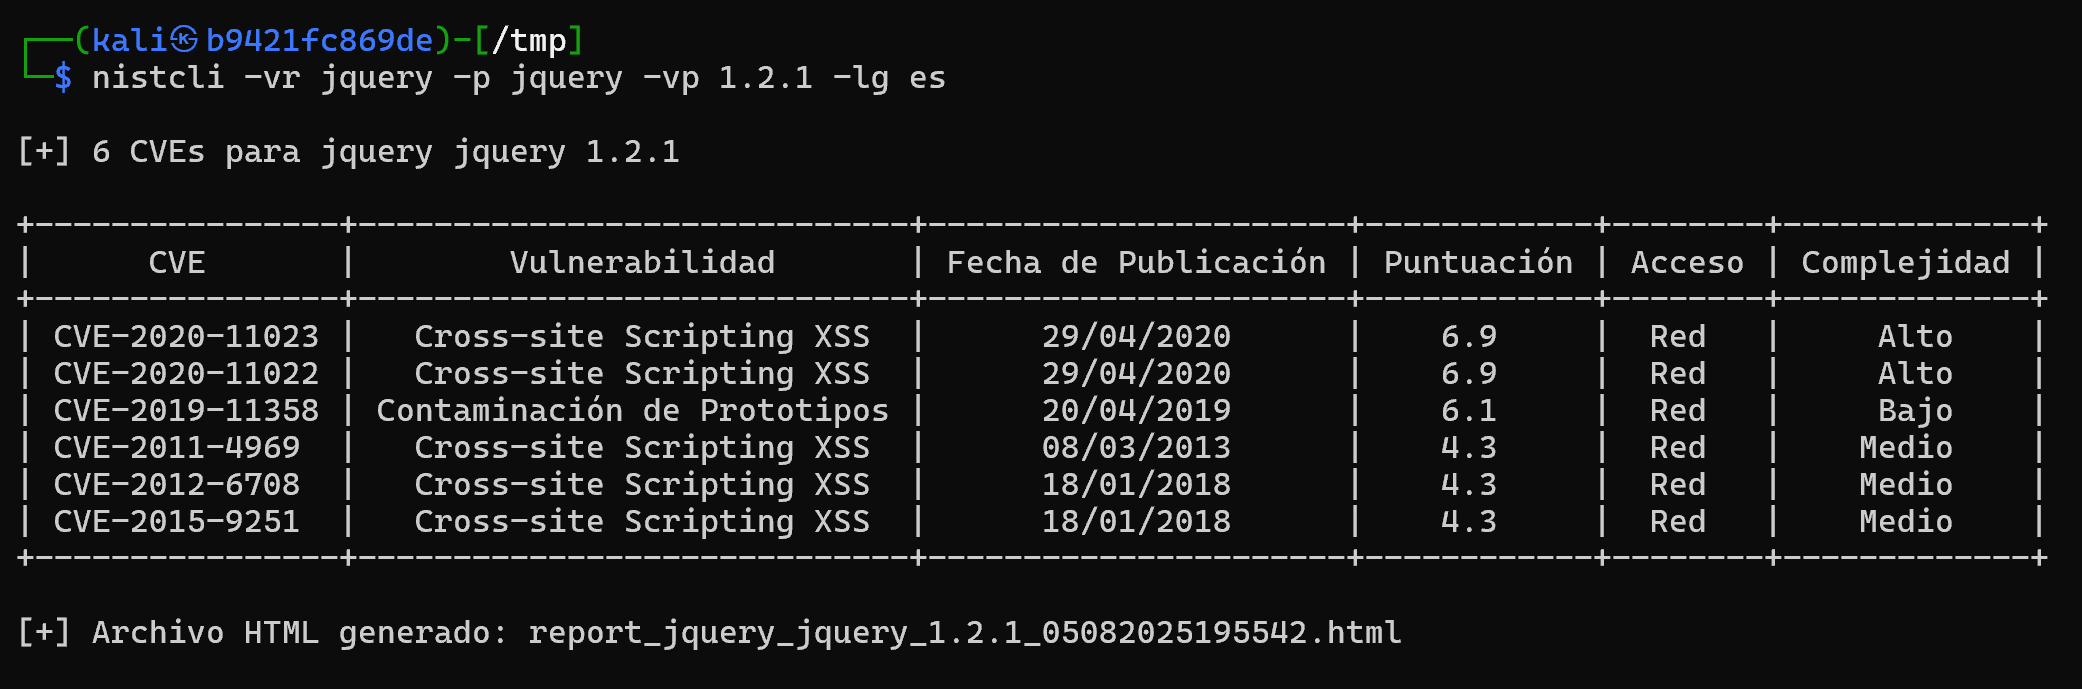 ┌──(kali㉿b9421fc869de)-[/tmp]
└─$ nistcli -vr jquery -p jquery -vp 1.2.1 -lg es
[+] 6 CVEs para jquery jquery 1.2.1
+----------------+-----------------------------+----------------------+------------+--------+-------------+
|      CVE       |        Vulnerabilidad       | Fecha de Publicación | Puntuación | Acceso | Complejidad |
+----------------+-----------------------------+----------------------+------------+--------+-------------+
| CVE-2020-11023 |   Cross-site Scripting XSS  |      29/04/2020      |    6.9     |  Red   |     Alto    |
| CVE-2020-11022 |   Cross-site Scripting XSS  |      29/04/2020      |    6.9     |  Red   |     Alto    |
| CVE-2019-11358 | Contaminación de Prototipos |      20/04/2019      |    6.1     |  Red   |     Bajo    |
| CVE-2011-4969  |   Cross-site Scripting XSS  |      08/03/2013      |    4.3     |  Red   |    Medio    |
| CVE-2012-6708  |   Cross-site Scripting XSS  |      18/01/2018      |    4.3     |  Red   |    Medio    |
| CVE-2015-9251  |   Cross-site Scripting XSS  |      18/01/2018      |    4.3     |  Red   |    Medio    |
+----------------+-----------------------------+----------------------+------------+--------+-------------+
[+] Archivo HTML generado: report_jquery_jquery_1.2.1_05082025195542.html